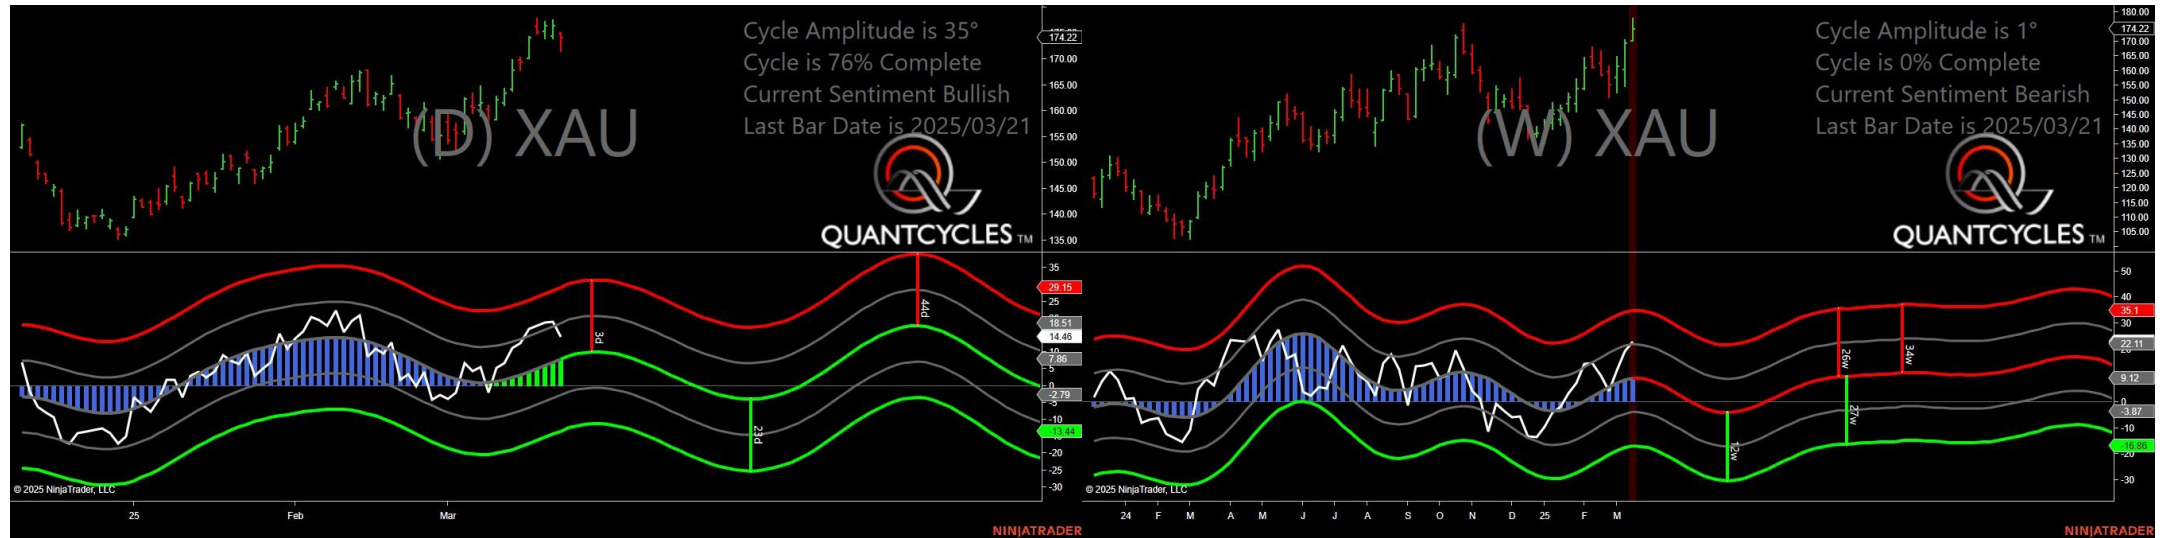 Cycle Amplitude is 35°
Cycle is 76% Complete
Current Sentiment Bullish
Last Bar Date is 2025/03/21
(D) XAU
QUANTCYCLES TM
174.22
170.00
165.00
160.00
155.00
150.00
145.00
140.00
135.00
35
29.15
25
18.51
14.46
7.86
5
0
-2.79
-5
-10
-13.44
-20
-25
-30
3d
23d
44d
© 2025 NinjaTrader, LLC
25 Feb Mar
NINJATRADER
Cycle Amplitude is 1°
Cycle is 0% Complete
Current Sentiment Bearish
Last Bar Date is 2025/03/21
(W) XAU
QUANTCYCLES TM
180.00
174.22
170.00
165.00
160.00
155.00
150.00
145.00
140.00
135.00
130.00
125.00
120.00
115.00
110.00
105.00
50
40
35.1
30
22.11
9.12
0
-3.87
-10
-16.86
-20
-30
12w
26w
27w
34w
© 2025 NinjaTrader, LLC
24 F M A M J J A S O N D 25 F M
NINJATRADER